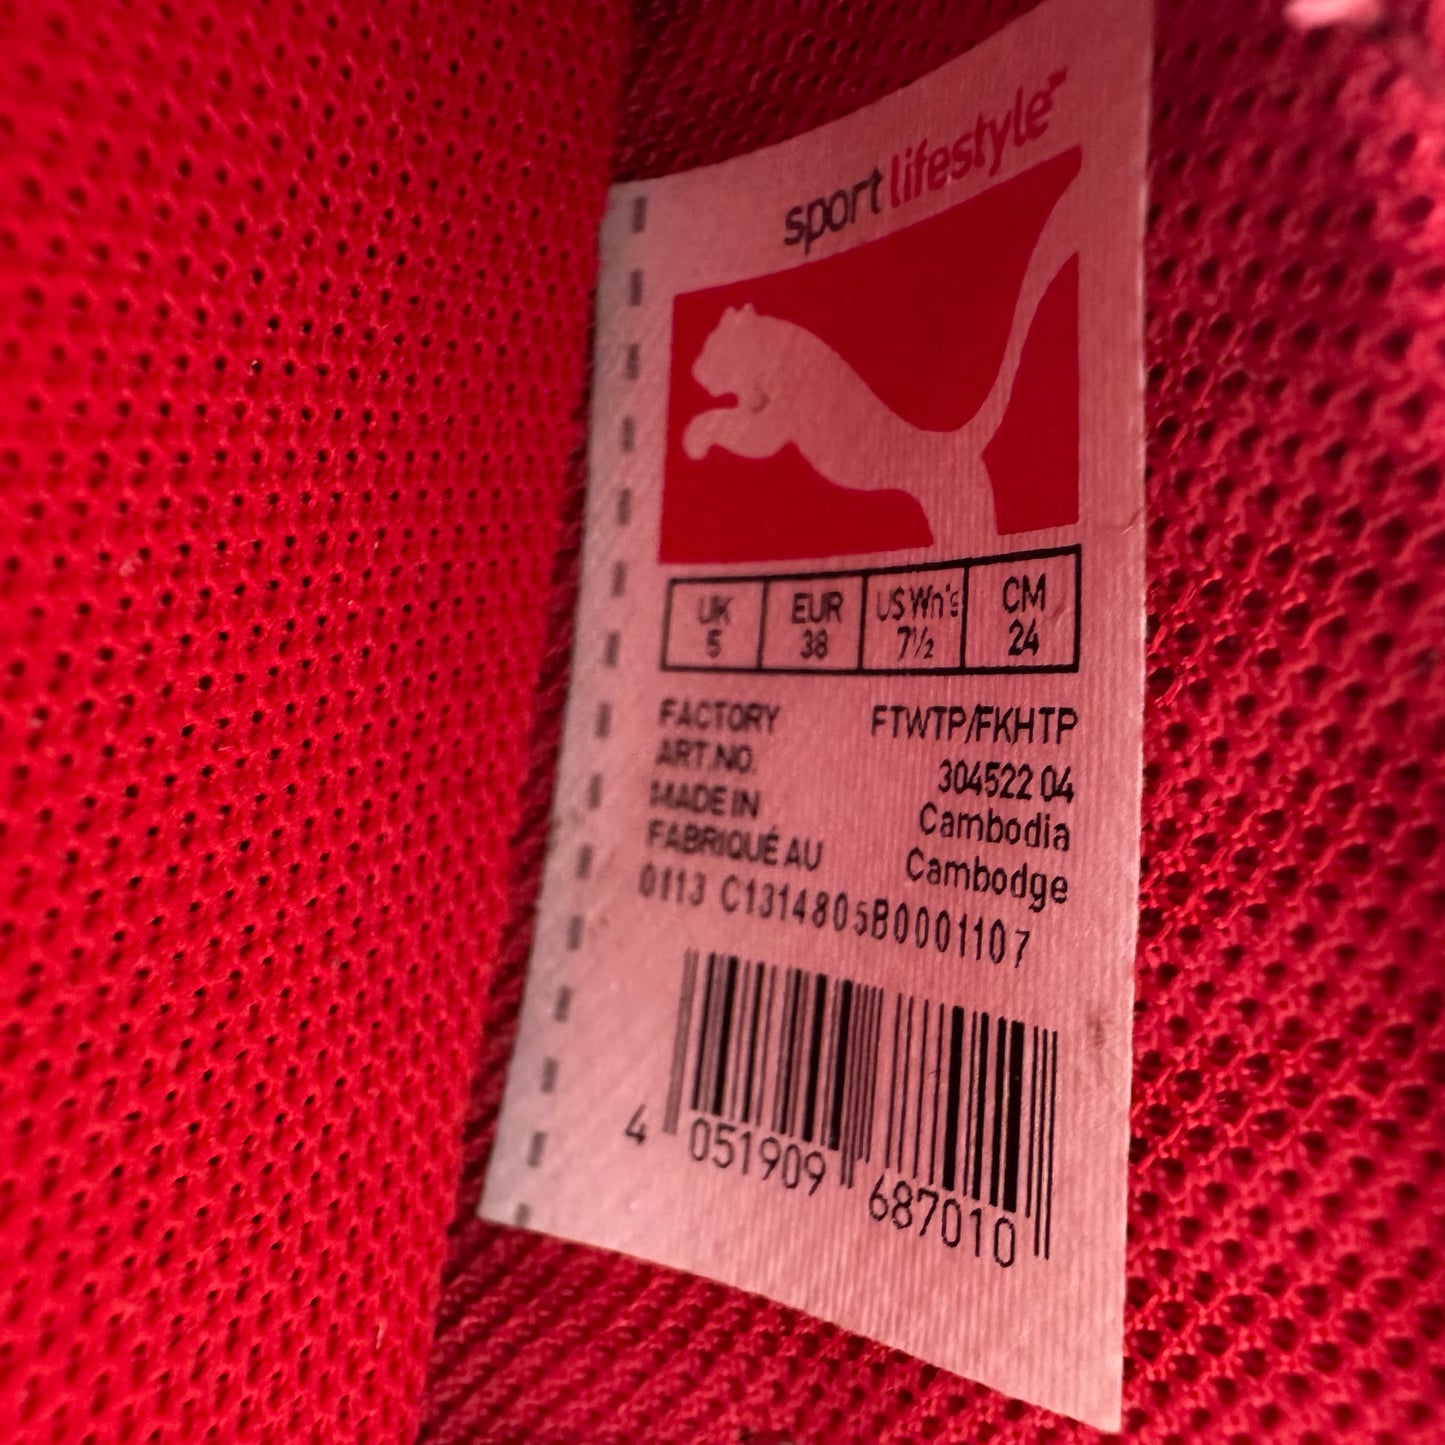 sport lifestyle™
UK EUR US Wn's CM
5 38 7½ 24
FACTORY FTWTP/FKHTP
ART.NO. 304522 04
MADE IN Cambodia
FABRIQUÉ AU Cambodge
0113 C1314805B0001107
4 051909 687010